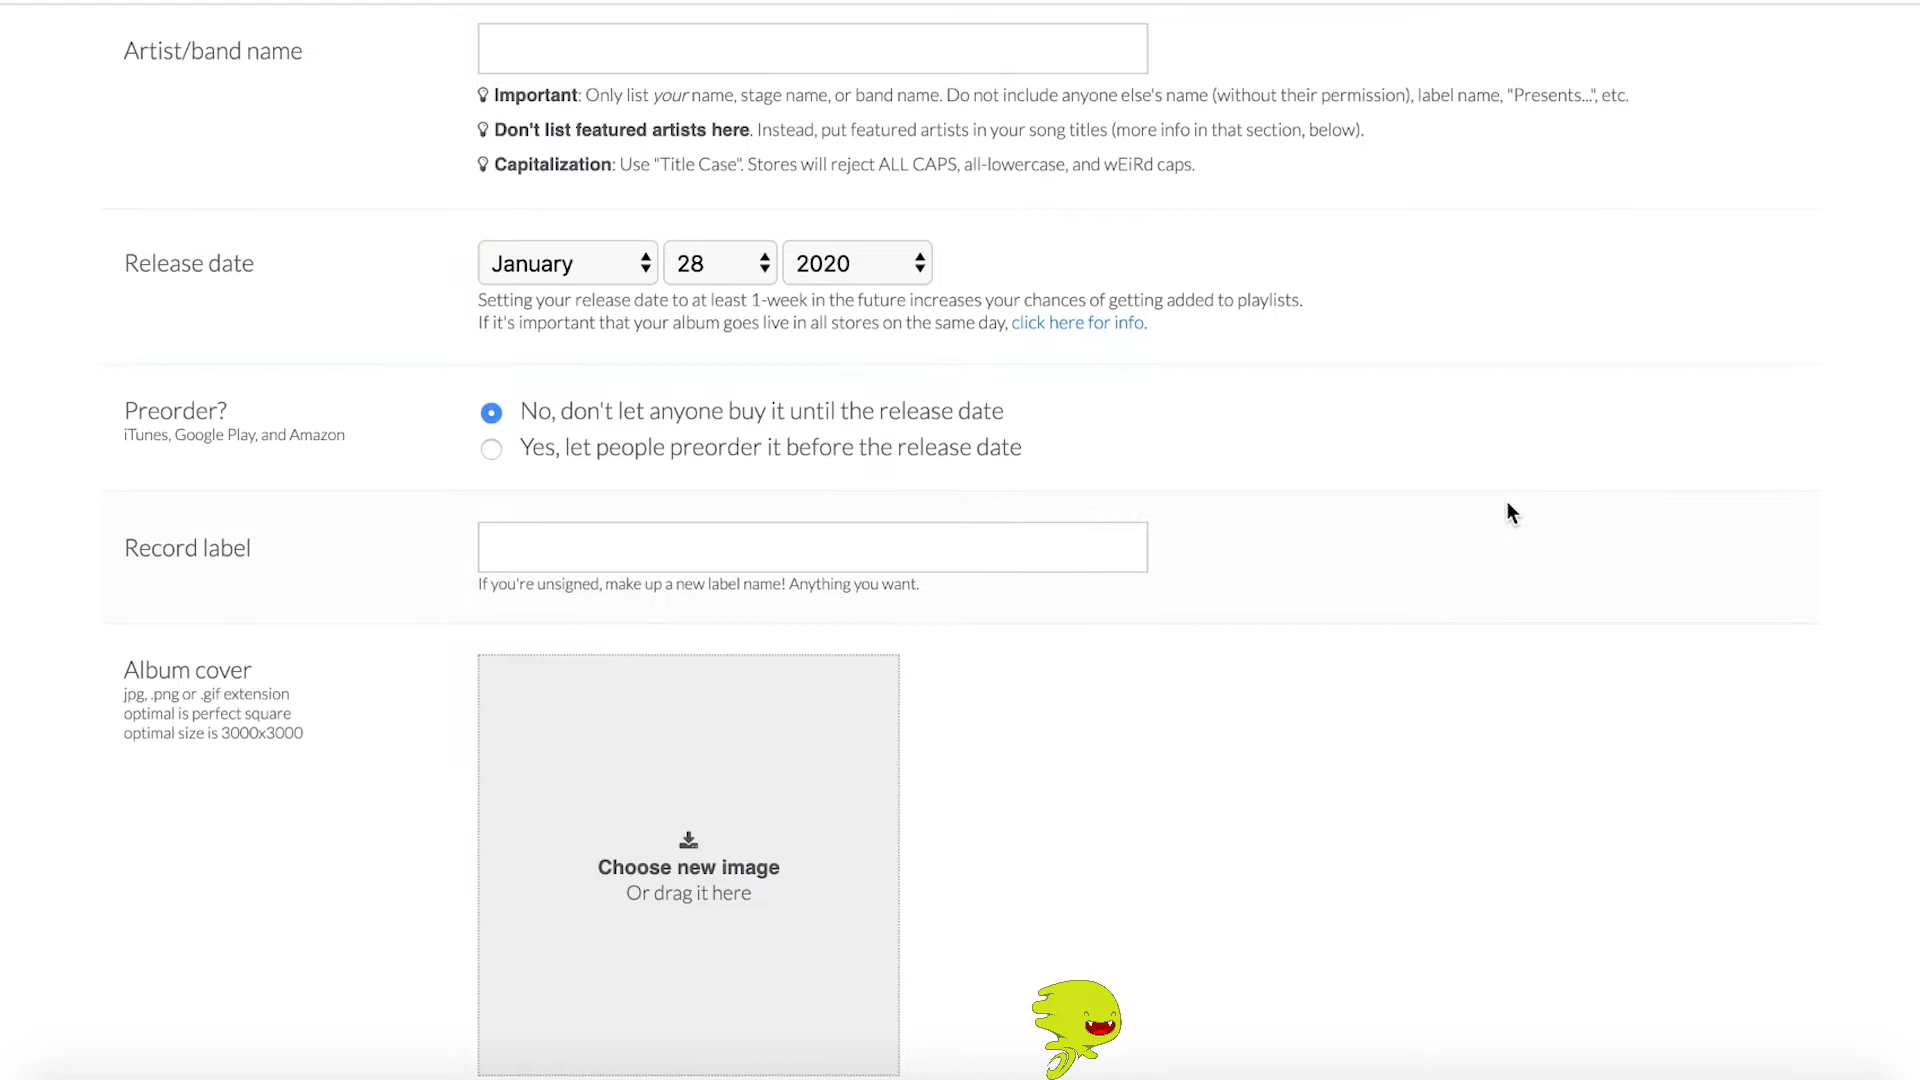 Artist/band name
Important: Only list your name, stage name, or band name. Do not include anyone else's name (without their permission), label name, "Presents...", etc.
Don't list featured artists here. Instead, put featured artists in your song titles (more info in that section, below).
Capitalization: Use "Title Case". Stores will reject ALL CAPS, all-lowercase, and wEiRd caps.
Release date
January 28 2020
Setting your release date to at least 1-week in the future increases your chances of getting added to playlists.
If it's important that your album goes live in all stores on the same day, click here for info.
Preorder?
iTunes, Google Play, and Amazon
No, don't let anyone buy it until the release date
Yes, let people preorder it before the release date
Record label
If you're unsigned, make up a new label name! Anything you want.
Album cover
jpg, .png or .gif extension
optimal is perfect square
optimal size is 3000x3000
Choose new image
Or drag it here